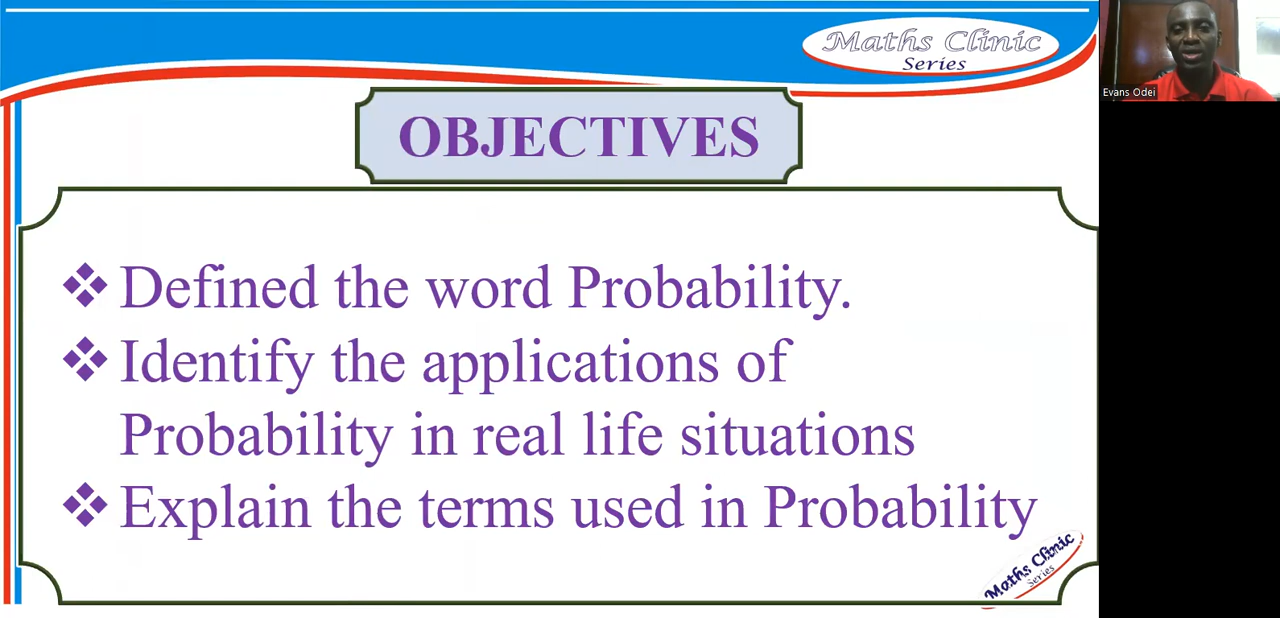 Maths Clinic
Series
Evans Odei
OBJECTIVES
❖ Defined the word Probability.
❖ Identify the applications of
Probability in real life situations
❖ Explain the terms used in Probability
Maths Clinic
Series